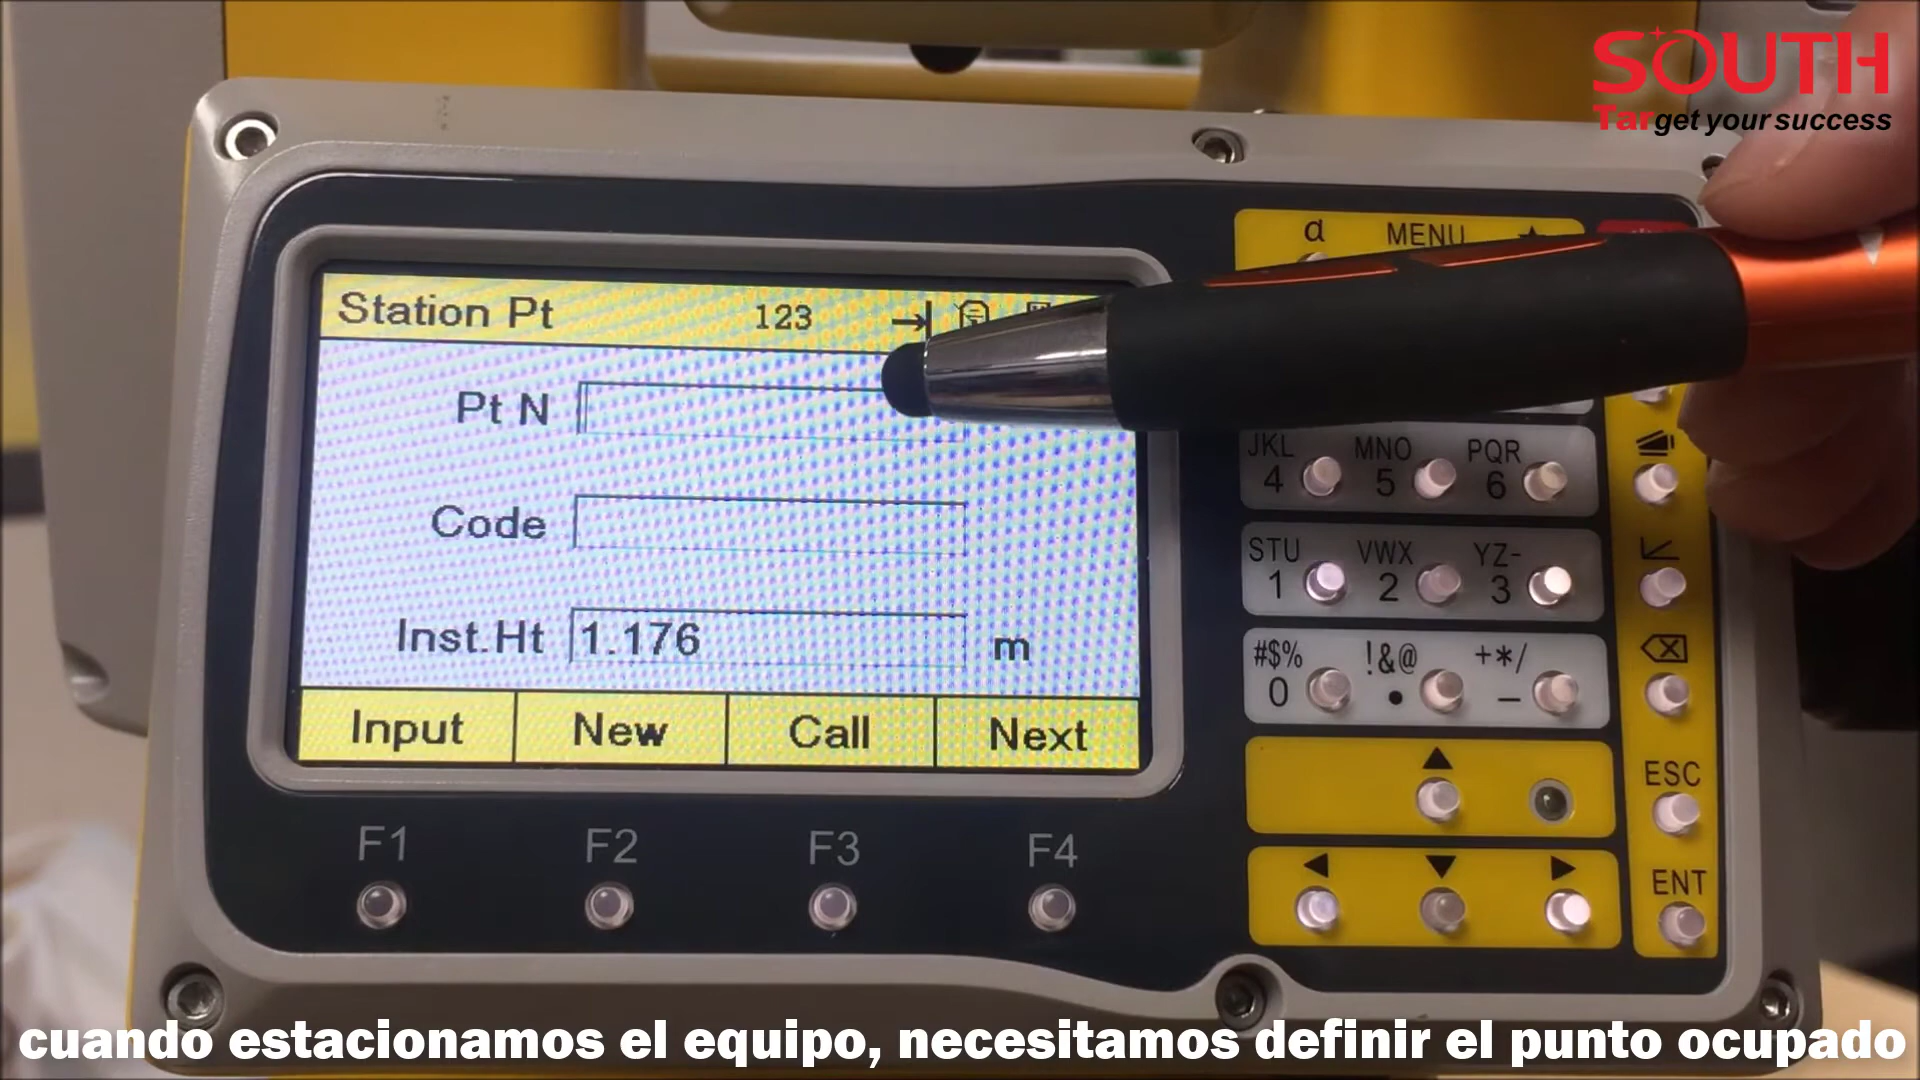 SOUTH
Target your success
α MENU
Station Pt 123
Pt N
Code
Inst.Ht 1.176 m
Input New Call Next
F1 F2 F3 F4
JKL MNO PQR
4 5 6
STU VWX YZ-
1 2 3
#$% !&@ +*/
0 • –
ESC
ENT
cuando estacionamos el equipo, necesitamos definir el punto ocupado